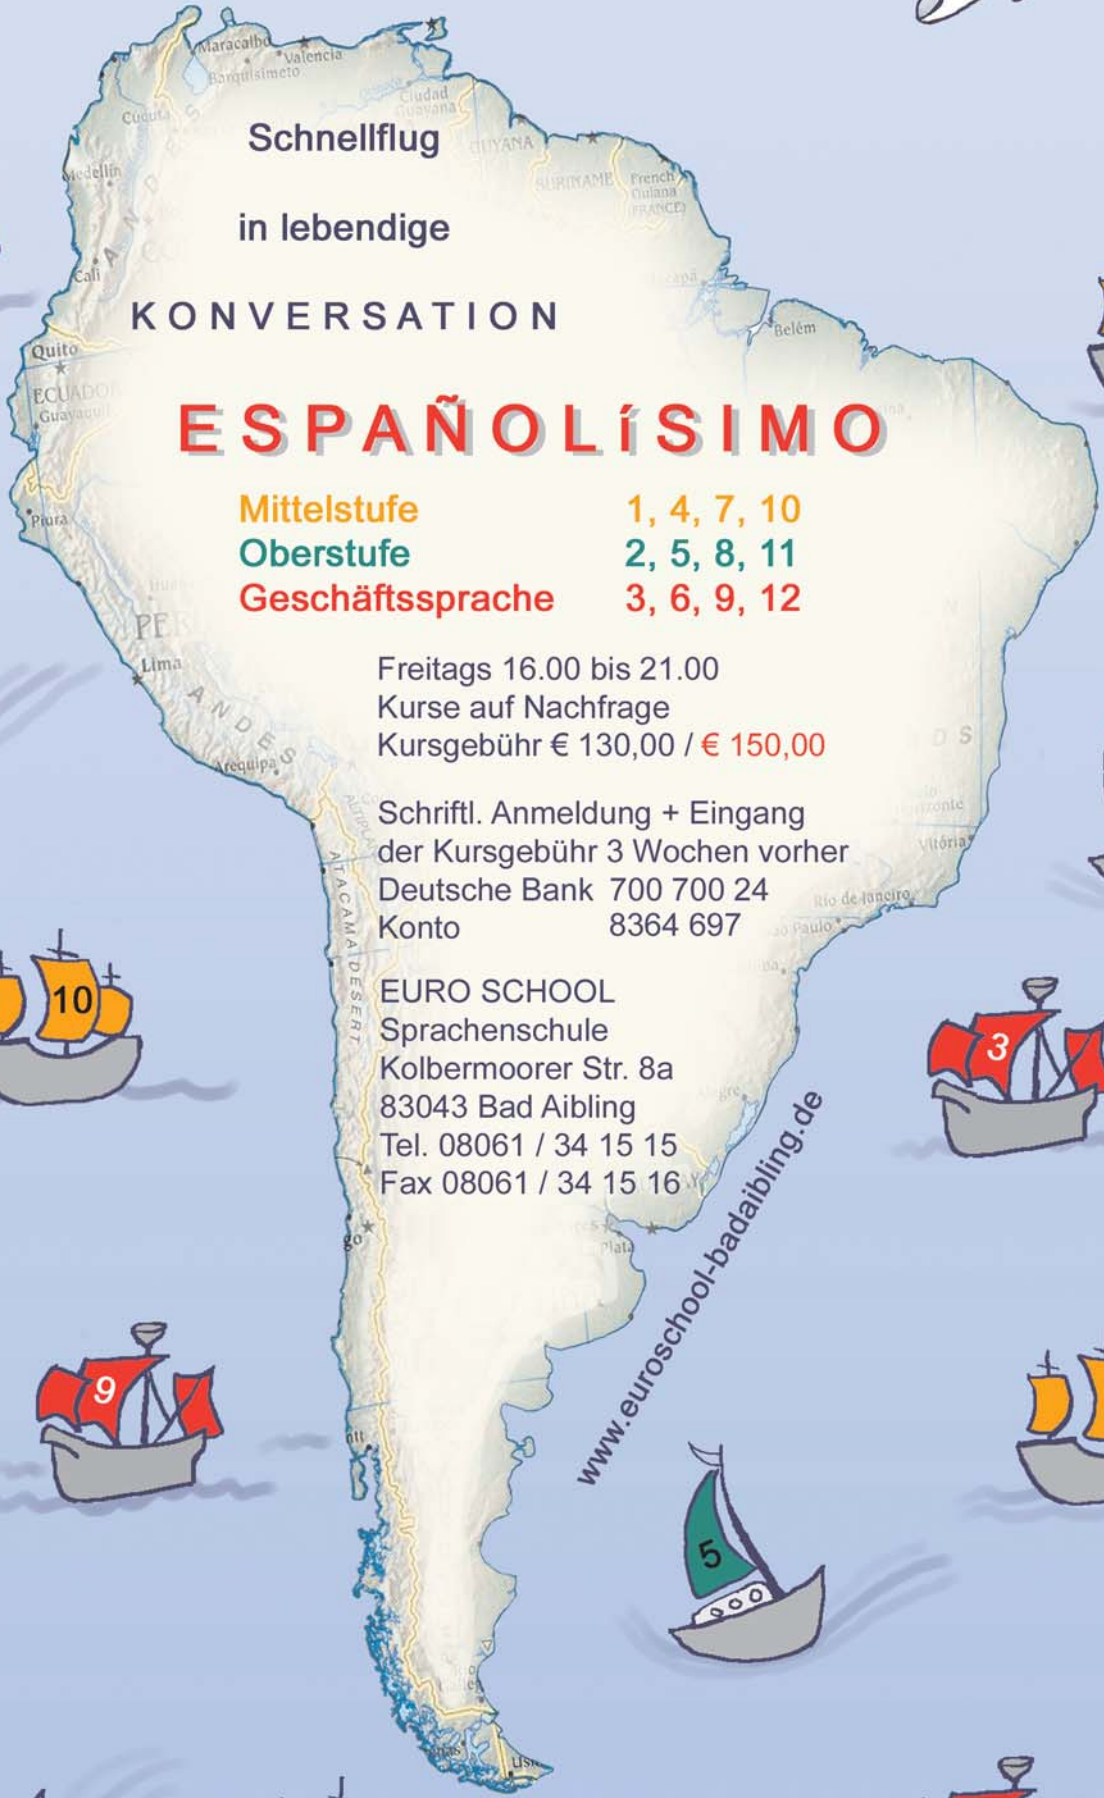 Maracaibo
Valencia
Barquisimeto
Ciudad
Guayana
Cúcuta
Schnellflug
GUYANA
Medellín
SURINAME
French
Guiana
(FRANCE)
in lebendige
Cali
KONVERSATION
Belém
Quito
ECUADOR
Guayaquil
ESPAÑOLíSIMO
Mittelstufe 1, 4, 7, 10
Piura
Oberstufe 2, 5, 8, 11
Geschäftssprache 3, 6, 9, 12
PER
Lima
Freitags 16.00 bis 21.00
ANDES
Kurse auf Nachfrage
Kursgebühr € 130,00 / € 150,00
Arequipa
Schriftl. Anmeldung + Eingang
der Kursgebühr 3 Wochen vorher
Vitória
Deutsche Bank 700 700 24
Rio de Janeiro
Konto 8364 697
Paulo
ATACAMA DESERT
EURO SCHOOL
10
Sprachenschule
3
Kolbermoorer Str. 8a
83043 Bad Aibling
Tel. 08061 / 34 15 15
Fax 08061 / 34 15 16
Plata
www.euroschool-badaibling.de
9
5